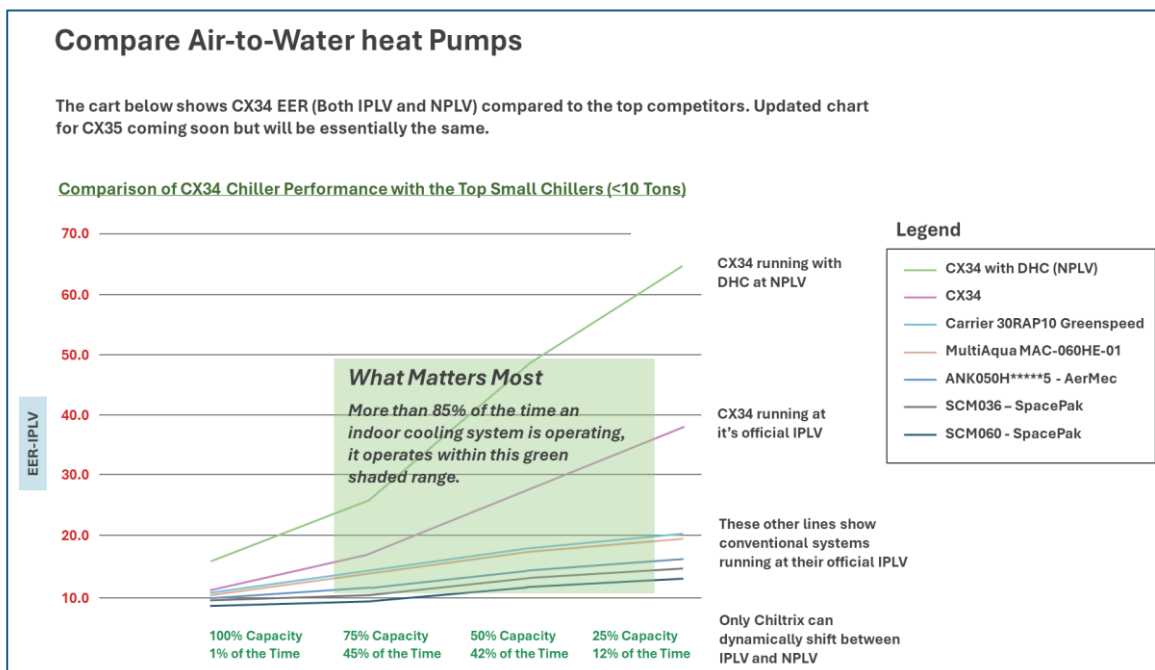 Compare Air-to-Water heat Pumps
The cart below shows CX34 EER (Both IPLV and NPLV) compared to the top competitors. Updated chart
for CX35 coming soon but will be essentially the same.
Comparison of CX34 Chiller Performance with the Top Small Chillers (<10 Tons)
EER-IPLV
70.0
60.0
50.0
40.0
30.0
20.0
10.0
What Matters Most
More than 85% of the time an
indoor cooling system is operating,
it operates within this green
shaded range.
100% Capacity
1% of the Time
75% Capacity
45% of the Time
50% Capacity
42% of the Time
25% Capacity
12% of the Time
CX34 running with
DHC at NPLV
CX34 running at
it's official IPLV
These other lines show
conventional systems
running at their official IPLV
Only Chiltrix can
dynamically shift between
IPLV and NPLV
Legend
CX34 with DHC (NPLV)
CX34
Carrier 30RAP10 Greenspeed
MultiAqua MAC-060HE-01
ANK050H*****5 - AerMec
SCM036 – SpacePak
SCM060 - SpacePak